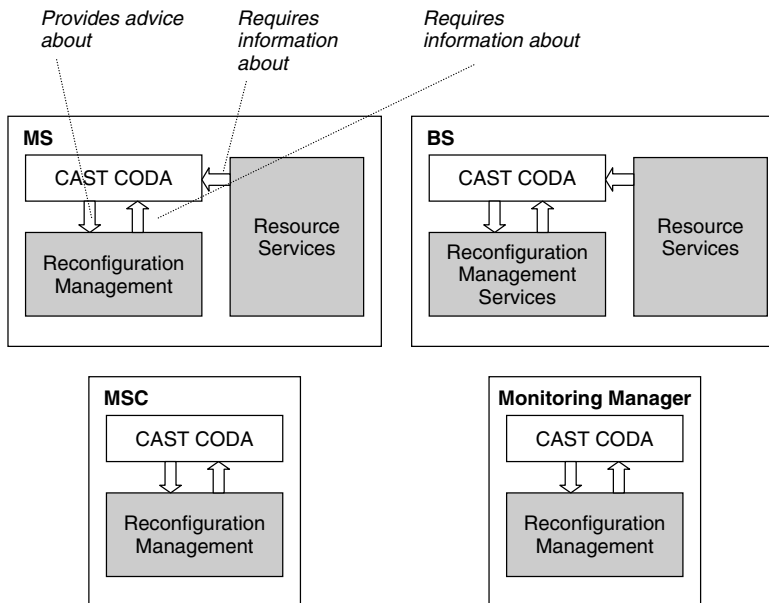 Provides advice
about
Requires
information
about
Requires
information about
MS
CAST CODA
Reconfiguration
Management
Resource
Services
BS
CAST CODA
Reconfiguration
Management
Services
Resource
Services
MSC
CAST CODA
Reconfiguration
Management
Monitoring Manager
CAST CODA
Reconfiguration
Management